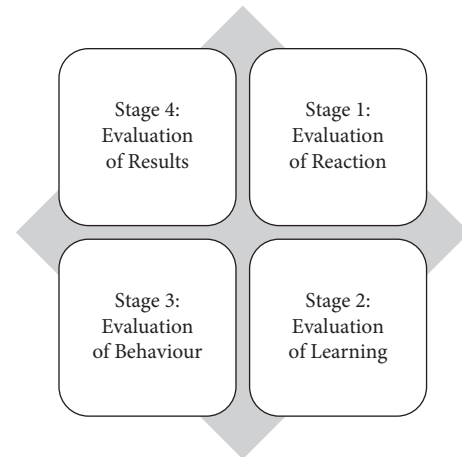 Stage 4:
Evaluation
of Results
Stage 1:
Evaluation
of Reaction
Stage 3:
Evaluation
of Behaviour
Stage 2:
Evaluation
of Learning